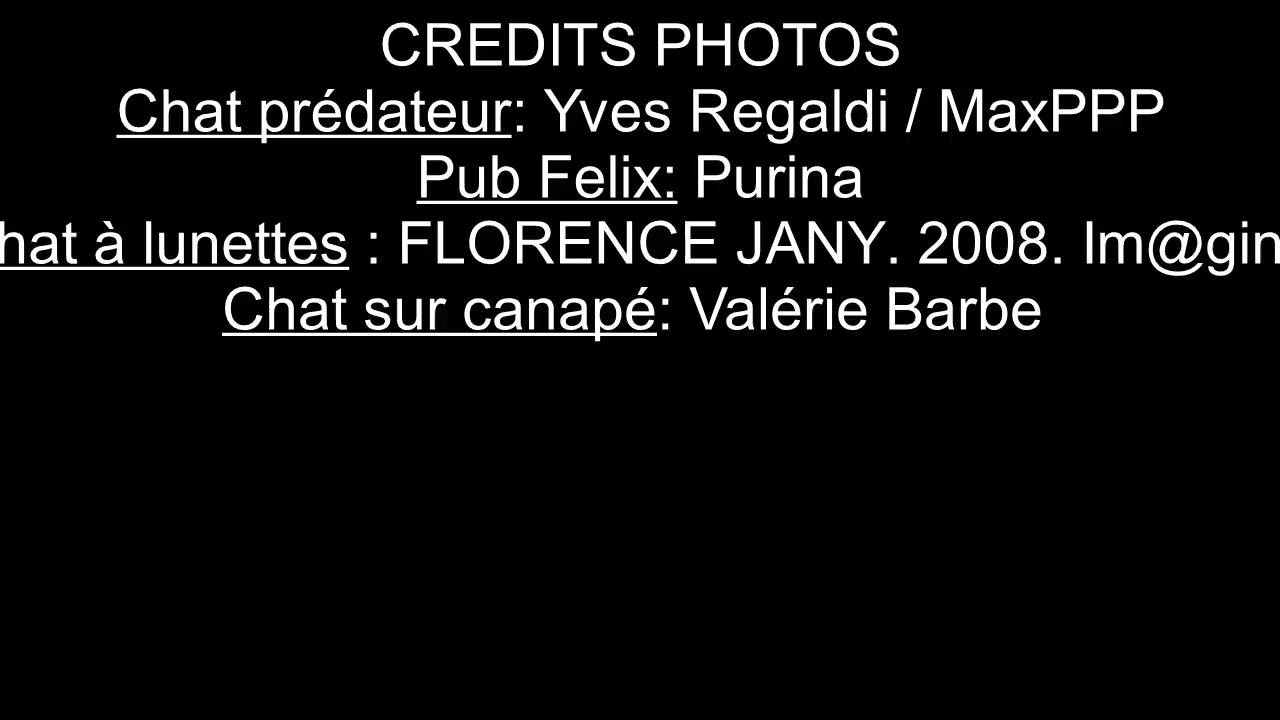 CREDITS PHOTOS
Chat prédateur: Yves Regaldi / MaxPPP
Pub Felix: Purina
hat à lunettes : FLORENCE JANY. 2008. Im@gin
Chat sur canapé: Valérie Barbe